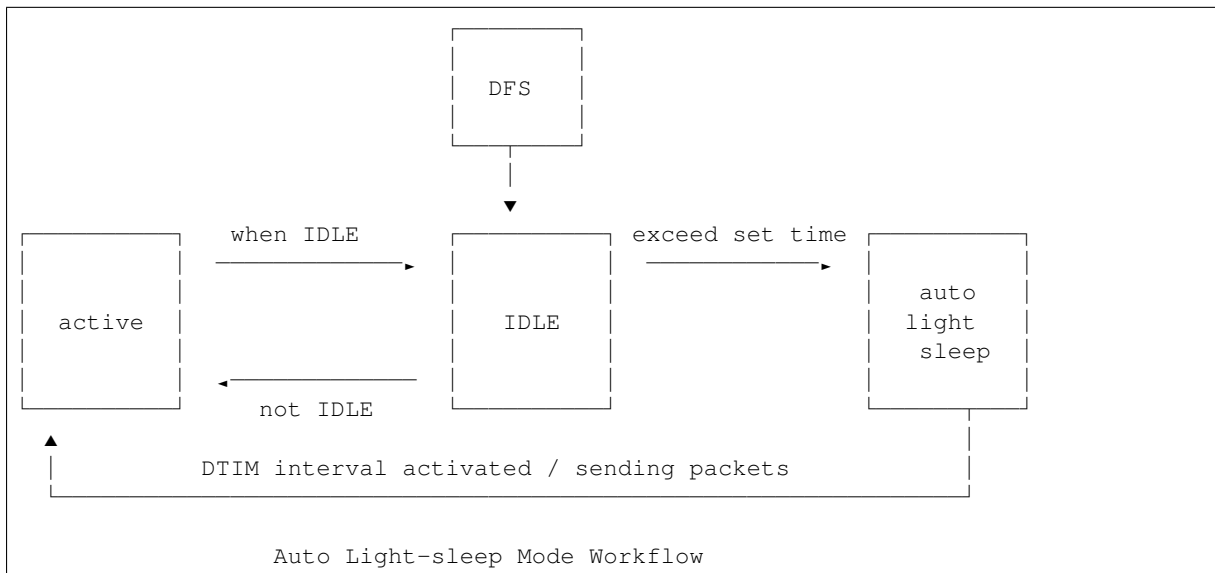 DFS
when IDLE
exceed set time
active
IDLE
auto
light
sleep
not IDLE
DTIM interval activated / sending packets
Auto Light-sleep Mode Workflow